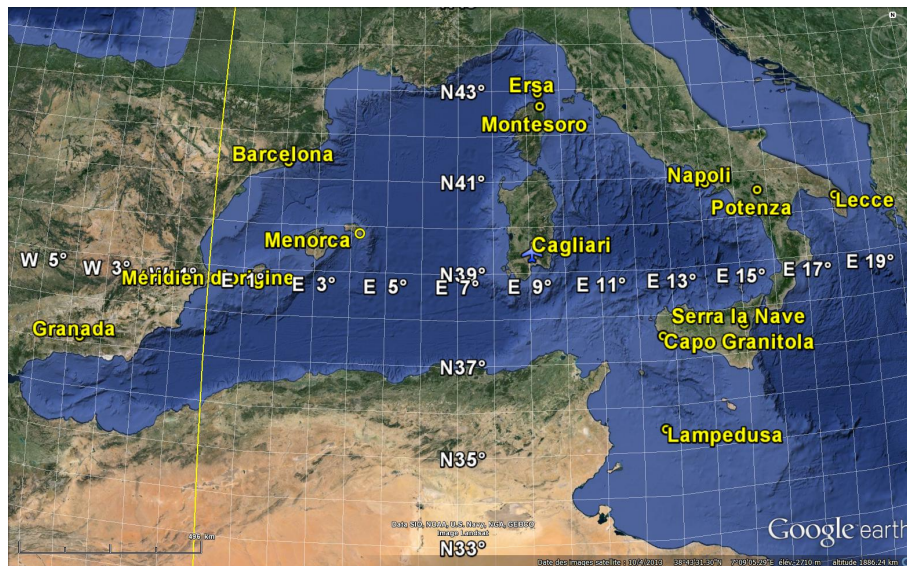 N43°
Ersa
Montesoro
Barcelona
N41°
Napoli
Potenza
Lecce
Menorca
Cagliari
W 5°
W 3°
Méridien d'origine
E 1°
E 3°
E 5°
N39°
E 7°
E 9°
E 11°
E 13°
E 15°
E 17°
E 19°
Granada
Serra la Nave
Capo Granitola
N37°
Lampedusa
N35°
Data SIO, NOAA, U.S. Navy, NGA, GEBCO
Image Landsat
Google earth
N33°